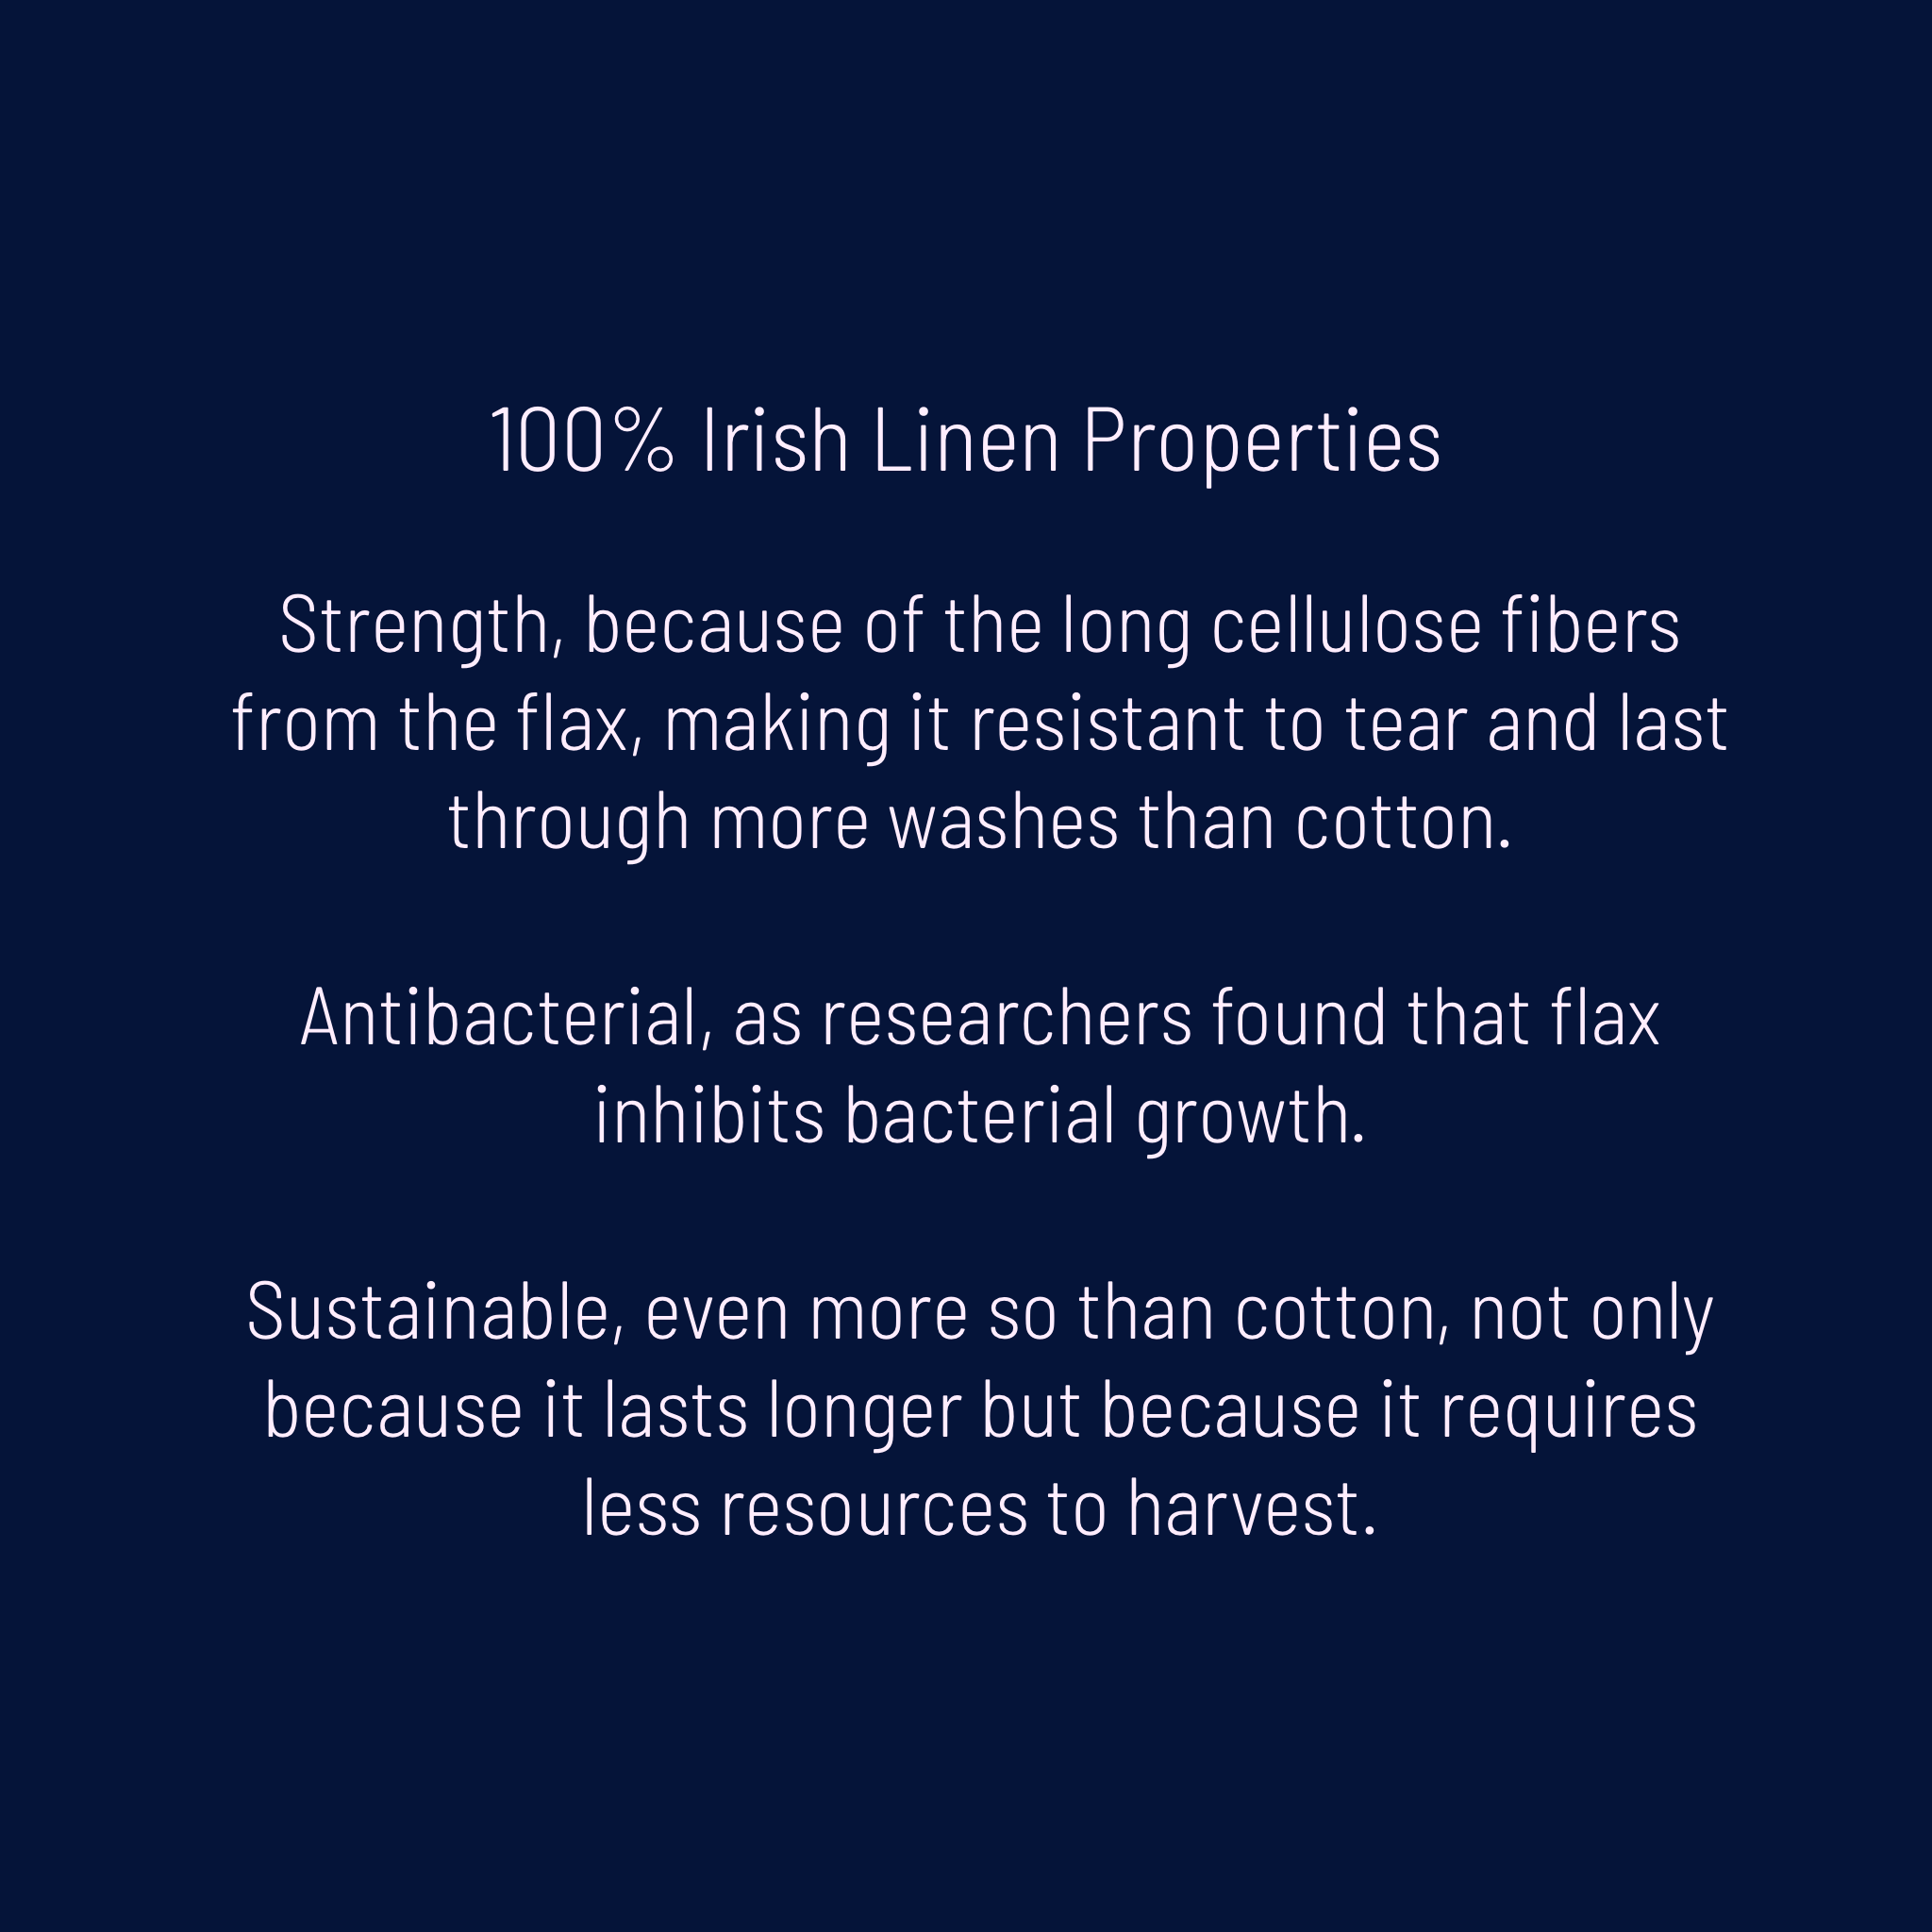 100% Irish Linen Properties
Strength, because of the long cellulose fibers
from the flax, making it resistant to tear and last
through more washes than cotton.
Antibacterial, as researchers found that flax
inhibits bacterial growth.
Sustainable, even more so than cotton, not only
because it lasts longer but because it requires
less resources to harvest.